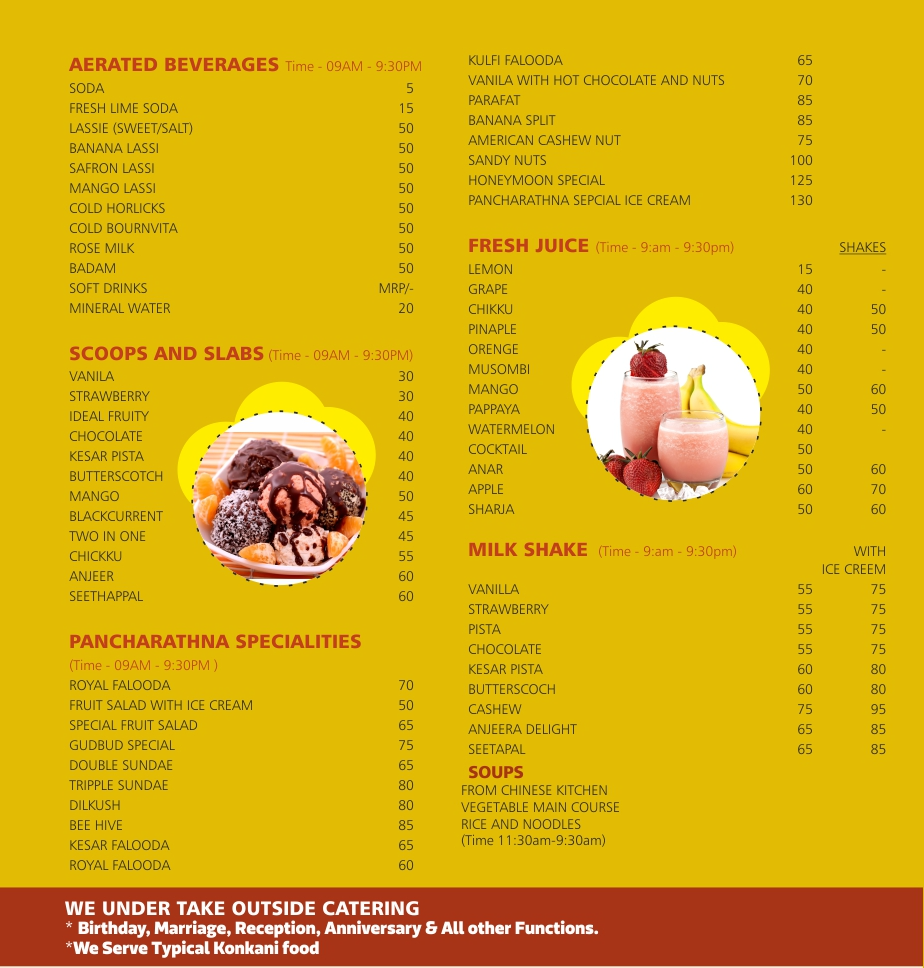 AERATED BEVERAGES Time - 09AM - 9:30PM
SODA 5
FRESH LIME SODA 15
LASSIE (SWEET/SALT) 50
BANANA LASSI 50
SAFRON LASSI 50
MANGO LASSI 50
COLD HORLICKS 50
COLD BOURNVITA 50
ROSE MILK 50
BADAM 50
SOFT DRINKS MRP/-
MINERAL WATER 20
SCOOPS AND SLABS (Time - 09AM - 9:30PM)
VANILA 30
STRAWBERRY 30
IDEAL FRUITY 40
CHOCOLATE 40
KESAR PISTA 40
BUTTERSCOTCH 40
MANGO 50
BLACKCURRENT 45
TWO IN ONE 45
CHICKKU 55
ANJEER 60
SEETHAPPAL 60
PANCHARATHNA SPECIALITIES
(Time - 09AM - 9:30PM )
ROYAL FALOODA 70
FRUIT SALAD WITH ICE CREAM 50
SPECIAL FRUIT SALAD 65
GUDBUD SPECIAL 75
DOUBLE SUNDAE 65
TRIPPLE SUNDAE 80
DILKUSH 80
BEE HIVE 85
KESAR FALOODA 65
ROYAL FALOODA 60
KULFI FALOODA 65
VANILA WITH HOT CHOCOLATE AND NUTS 70
PARAFAT 85
BANANA SPLIT 85
AMERICAN CASHEW NUT 75
SANDY NUTS 100
HONEYMOON SPECIAL 125
PANCHARATHNA SEPCIAL ICE CREAM 130
FRESH JUICE (Time - 9:am - 9:30pm) SHAKES
LEMON 15 -
GRAPE 40 -
CHIKKU 40 50
PINAPLE 40 50
ORENGE 40 -
MUSOMBI 40 -
MANGO 50 60
PAPPAYA 40 50
WATERMELON 40 -
COCKTAIL 50
ANAR 50 60
APPLE 60 70
SHARJA 50 60
MILK SHAKE (Time - 9:am - 9:30pm) WITH
ICE CREEM
VANILLA 55 75
STRAWBERRY 55 75
PISTA 55 75
CHOCOLATE 55 75
KESAR PISTA 60 80
BUTTERSCOCH 60 80
CASHEW 75 95
ANJEERA DELIGHT 65 85
SEETAPAL 65 85
SOUPS
FROM CHINESE KITCHEN
VEGETABLE MAIN COURSE
RICE AND NOODLES
(Time 11:30am-9:30am)
WE UNDER TAKE OUTSIDE CATERING
* Birthday, Marriage, Reception, Anniversary & All other Functions.
*We Serve Typical Konkani food